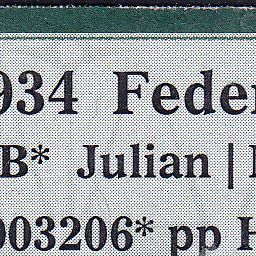 934 Feder
B* Julian |
003206* pp H